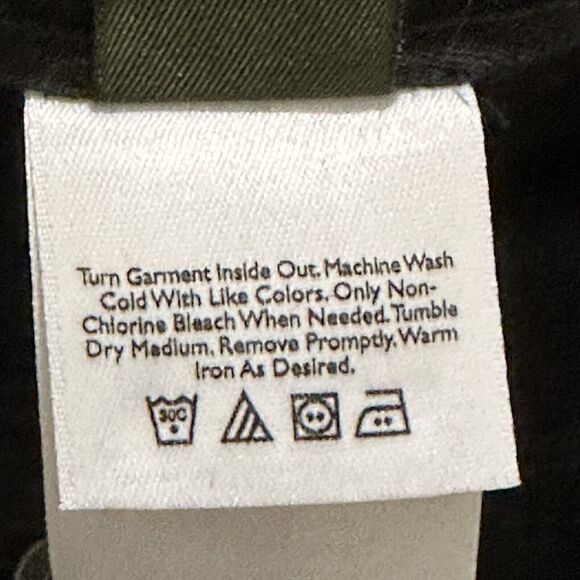 Turn Garment Inside Out. Machine Wash
Cold With Like Colors. Only Non-
Chlorine Bleach When Needed. Tumble
Dry Medium. Remove Promptly. Warm
Iron As Desired.
30C